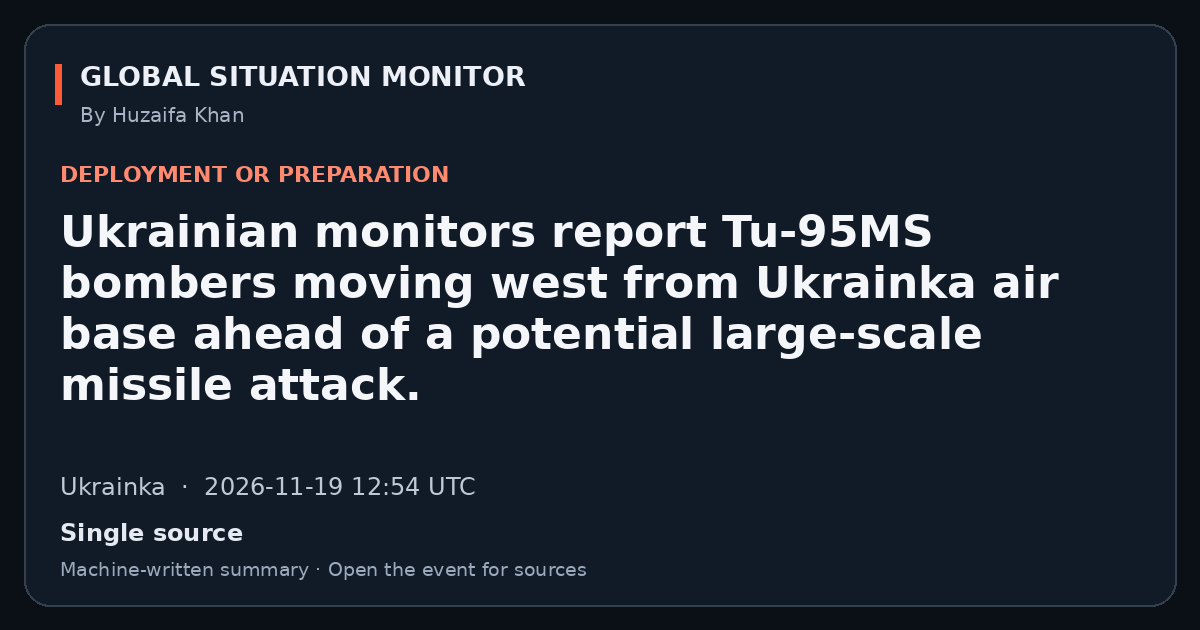 GLOBAL SITUATION MONITOR
By Huzaifa Khan
DEPLOYMENT OR PREPARATION
Ukrainian monitors report Tu-95MS
bombers moving west from Ukrainka air
base ahead of a potential large-scale
missile attack.
Ukrainka · 2026-11-19 12:54 UTC
Single source
Machine-written summary · Open the event for sources